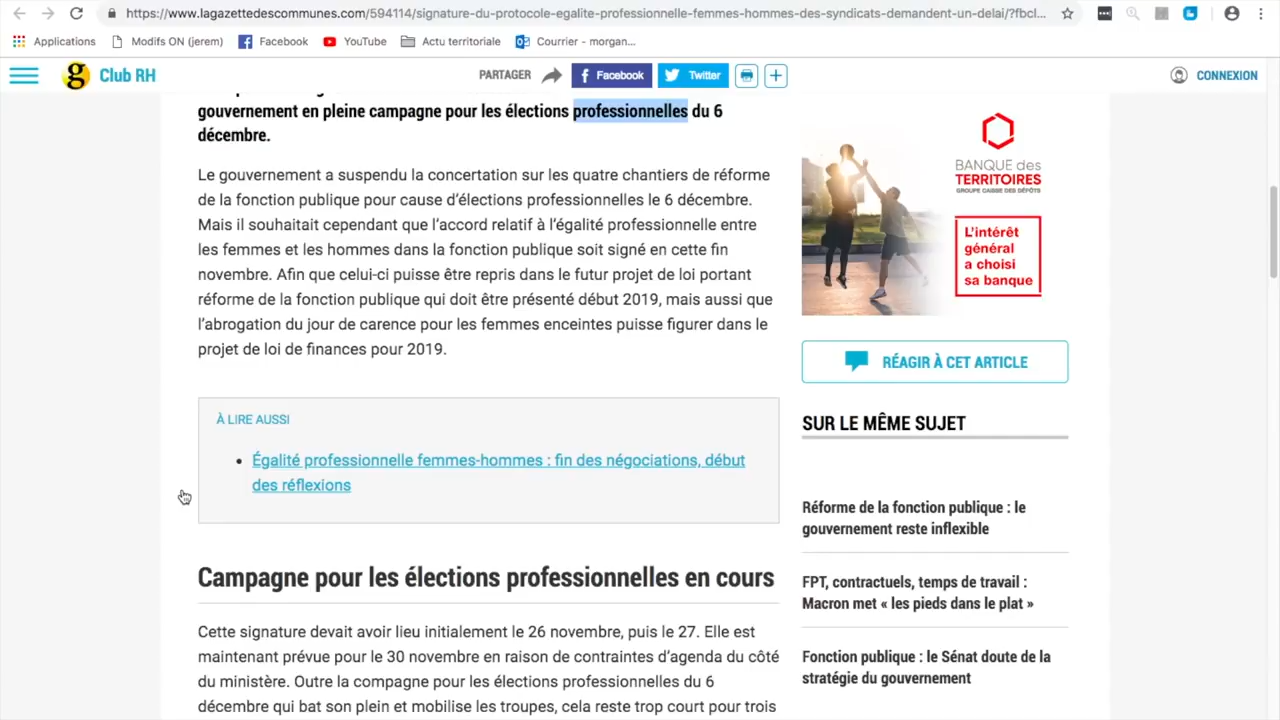 https://www.lagazettedescommunes.com/594114/signature-du-protocole-egalite-professionnelle-femmes-hommes-des-syndicats-demandent-un-delai/?fbcl...
Applications
Modifs ON (jerem)
Facebook
YouTube
Actu territoriale
Courrier - morgan...
g
Club RH
PARTAGER
Facebook
Twitter
CONNEXION
gouvernement en pleine campagne pour les élections professionnelles du 6
décembre.
Le gouvernement a suspendu la concertation sur les quatre chantiers de réforme
de la fonction publique pour cause d’élections professionnelles le 6 décembre.
Mais il souhaitait cependant que l’accord relatif à l’égalité professionnelle entre
les femmes et les hommes dans la fonction publique soit signé en cette fin
novembre. Afin que celui-ci puisse être repris dans le futur projet de loi portant
réforme de la fonction publique qui doit être présenté début 2019, mais aussi que
l’abrogation du jour de carence pour les femmes enceintes puisse figurer dans le
projet de loi de finances pour 2019.
À LIRE AUSSI
Égalité professionnelle femmes-hommes : fin des négociations, début
des réflexions
Campagne pour les élections professionnelles en cours
Cette signature devait avoir lieu initialement le 26 novembre, puis le 27. Elle est
maintenant prévue pour le 30 novembre en raison de contraintes d’agenda du côté
du ministère. Outre la compagne pour les élections professionnelles du 6
décembre qui bat son plein et mobilise les troupes, cela reste trop court pour trois
BANQUE des
TERRITOIRES
GROUPE CAISSE DES DÉPÔTS
L’intérêt
général
a choisi
sa banque
RÉAGIR À CET ARTICLE
SUR LE MÊME SUJET
Réforme de la fonction publique : le
gouvernement reste inflexible
FPT, contractuels, temps de travail :
Macron met « les pieds dans le plat »
Fonction publique : le Sénat doute de la
stratégie du gouvernement